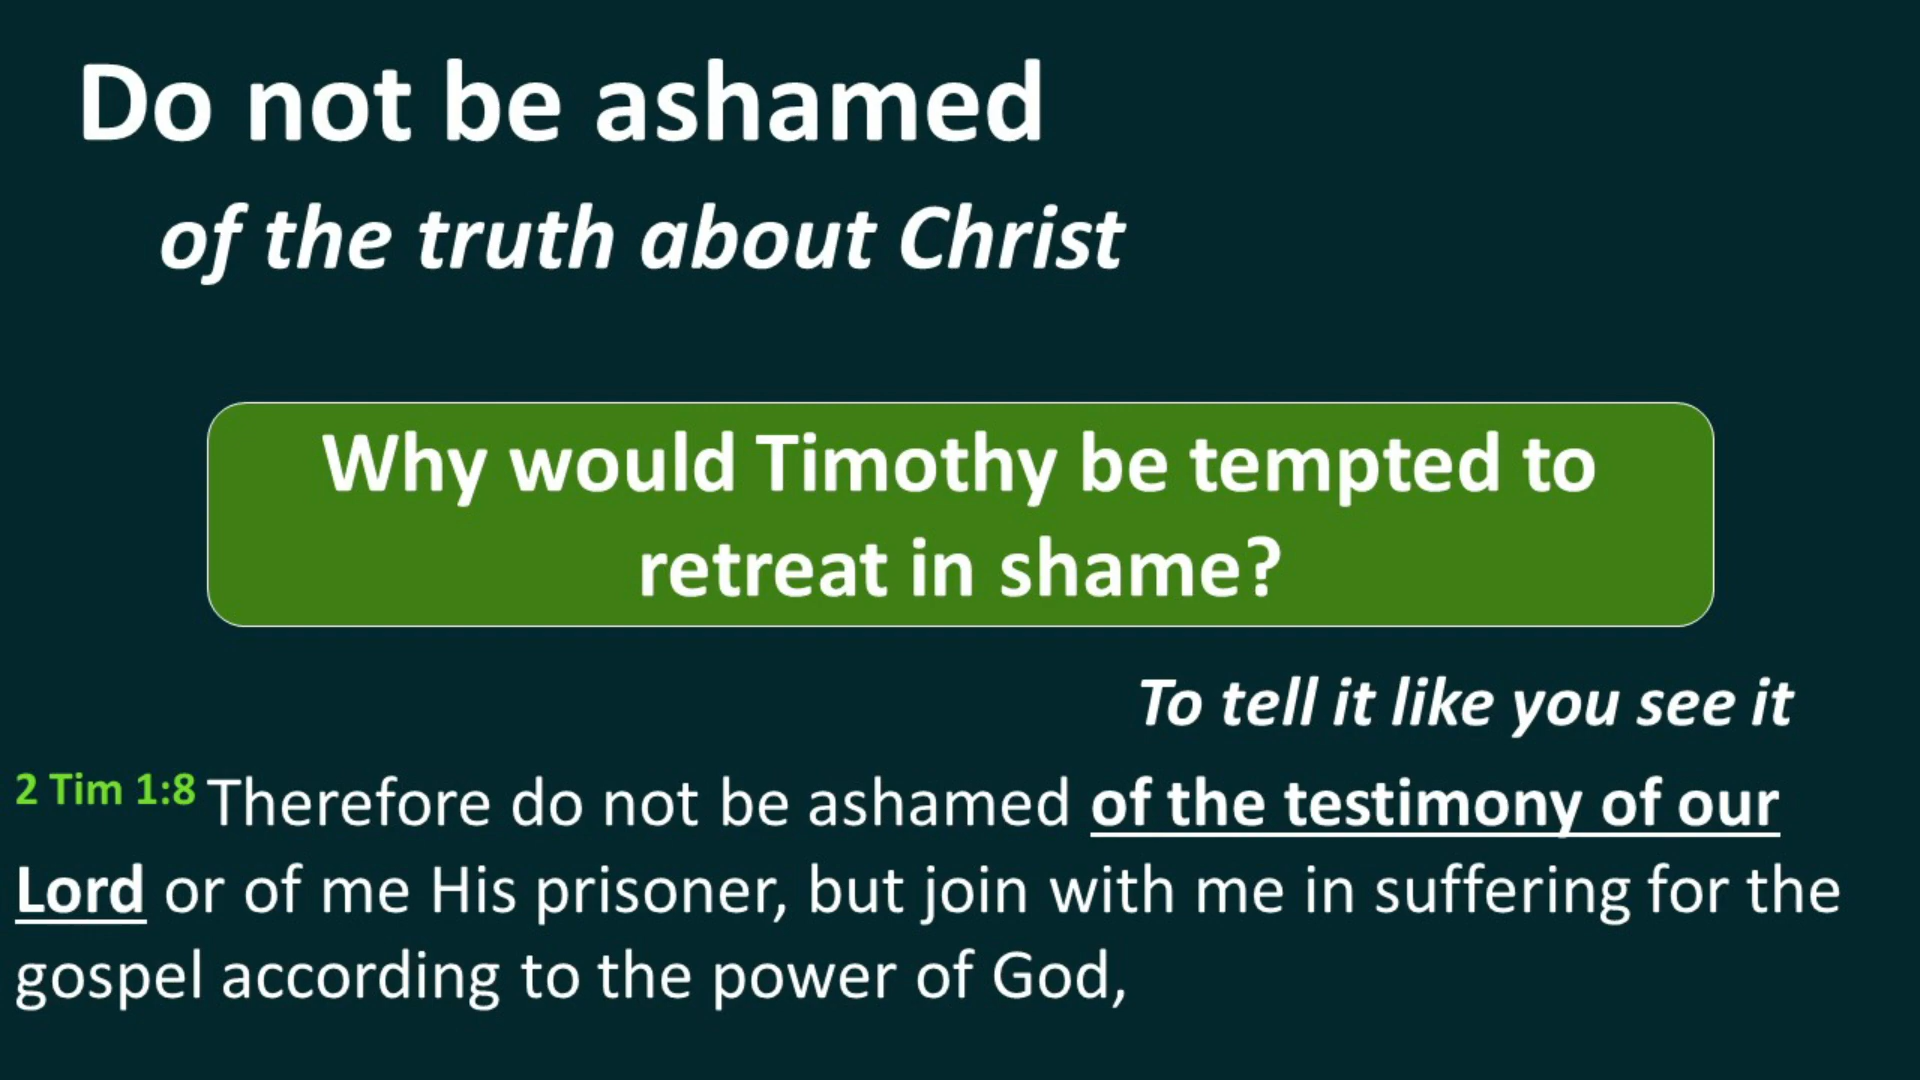 Do not be ashamed
of the truth about Christ
Why would Timothy be tempted to
retreat in shame?
To tell it like you see it
2 Tim 1:8 Therefore do not be ashamed of the testimony of our
Lord or of me His prisoner, but join with me in suffering for the
gospel according to the power of God,